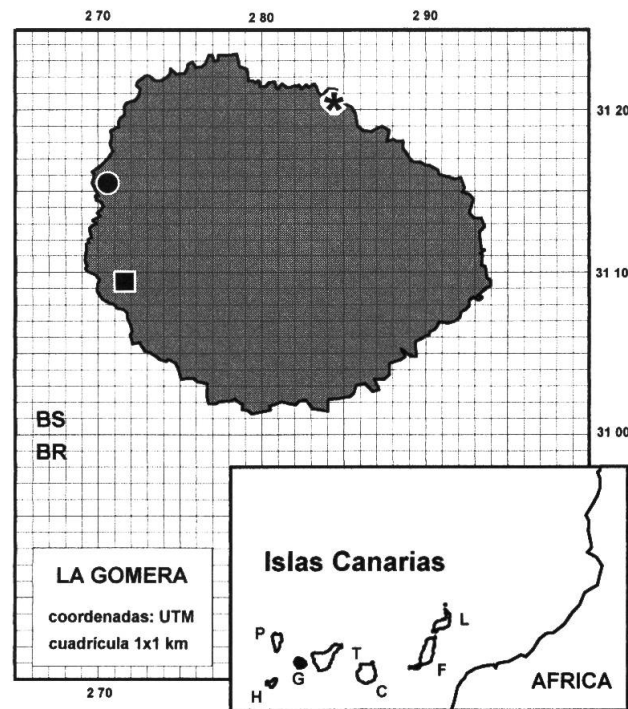 2 70 2 80 2 90
31 20
31 10
BS
31 00
BR
LA GOMERA
coordenadas: UTM
cuadrícula 1x1 km
2 70
Islas Canarias
P
G
H
T
C
F
L
AFRICA